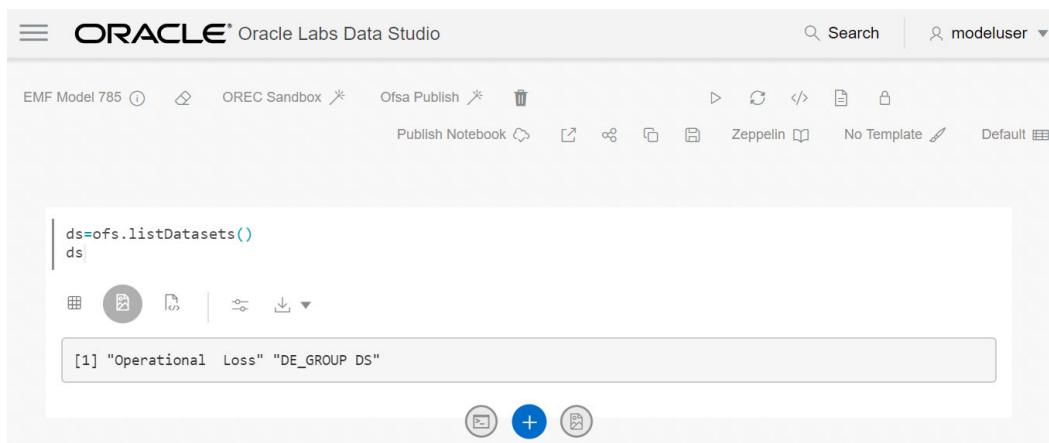 ORACLE® Oracle Labs Data Studio Search modeluser
EMF Model 785 OREC Sandbox Ofsa Publish
Publish Notebook Zeppelin No Template Default
ds=ofs.listDatasets()
ds
[1] "Operational  Loss" "DE_GROUP DS"